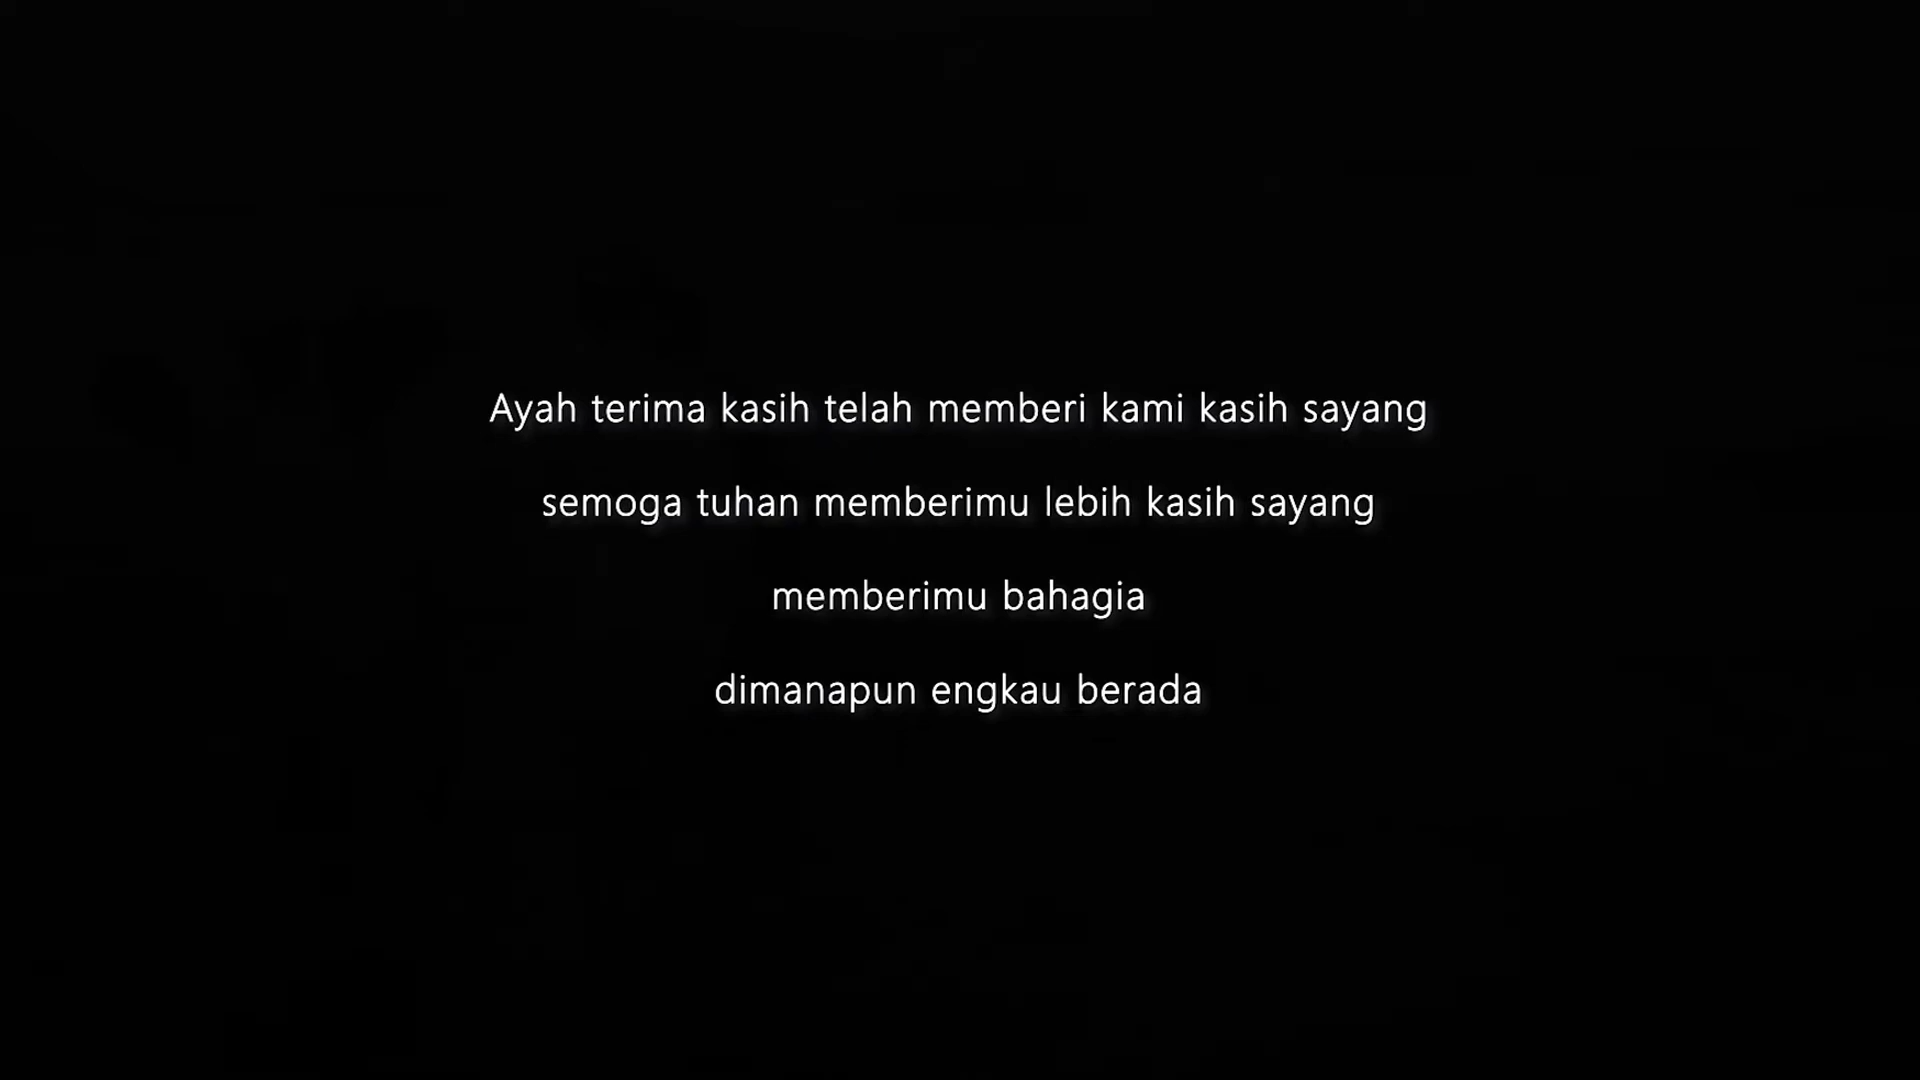 Ayah terima kasih telah memberi kami kasih sayang
semoga tuhan memberimu lebih kasih sayang
memberimu bahagia
dimanapun engkau berada